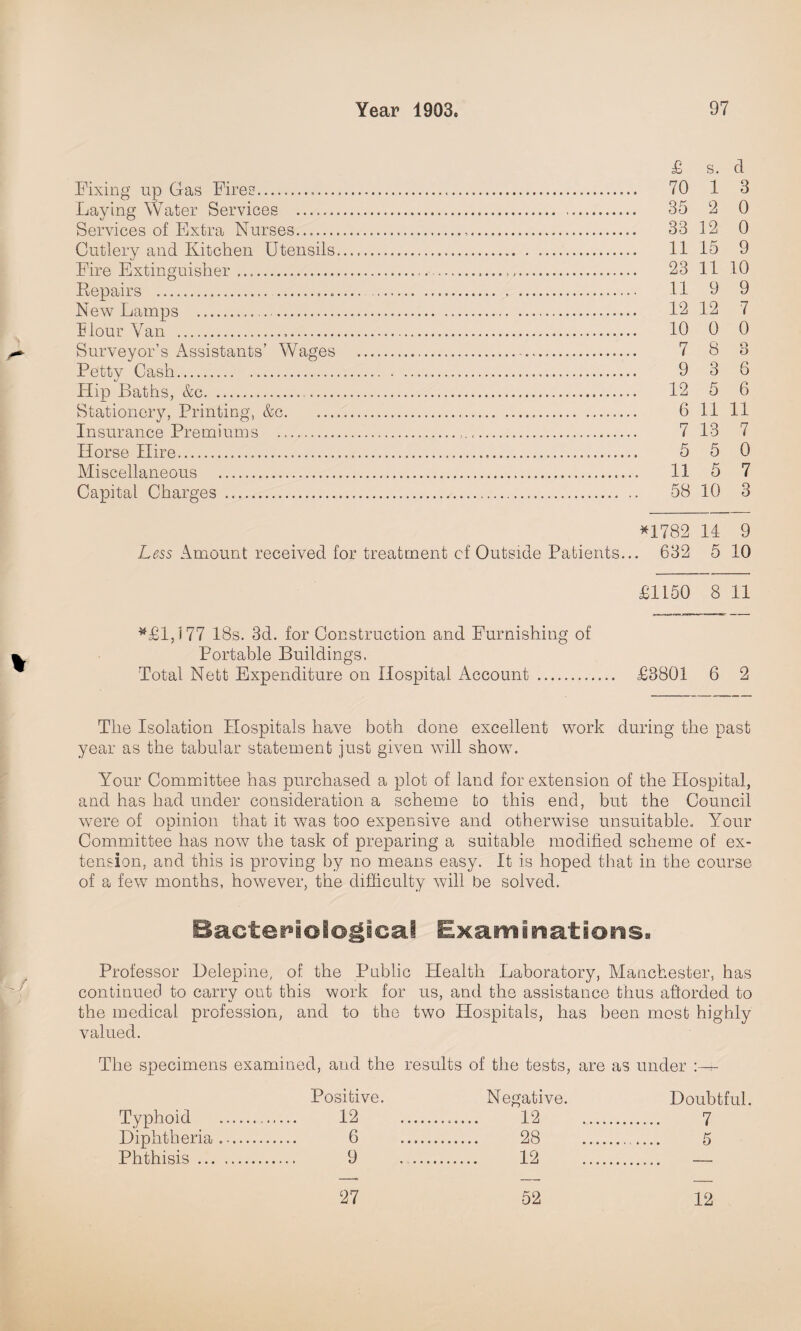 Year 1903. 97
£ s. d
Fixing up Gas Fires 70 1 3
Laying Water Services 35 2 0
Services of Extra Nurses 33 12 0
Cutlery and Kitchen Utensils 11 15 9
Fire Extinguisher 23 11 10
Repairs 11 9 9
New Lamps 12 12 7
Flour Van 10 0 0
Surveyor's Assistants' Wages 7 8 3
Petty Cash 9 3 6
Hip Baths, &c. 12 5 6
Stationery, Printing, &c. 6 11 11
Insurance Premiums 7 13 7
Horse Hire 5 5 0
Miscellaneous 11 5 7
Capital Charges 58 10 3
*1782 14 9
Less Amount received for treatment of Outside Patients... 632 5 10
£1150 8 11
*£1,177 18s. 3d. for Construction and Furnishing of
Portable Buildings.
Total Nett Expenditure on Hospital Account £3801 6 2
The Isolation Hospitals have both done excellent work during the past
year as the tabular statement just given will show.
Your Committee has purchased a plot of land for extension of the Hospital,
and has had under consideration a scheme to this end, but the Council
were of opinion that it was too expensive and otherwise unsuitable. Your
Committee has now the task of preparing a suitable modified scheme of ex-
tension, and this is proving by no means easy. It is hoped that in the course
of a few months, however, the difficulty will be solved.
Bacteriological Examinations.
Professor Delepine, of the Public Health Laboratory, Manchester, has
continued to carry out this work for us, and the assistance thus afforded to
the medical profession, and to the two Hospitals, has been most highly
valued.
The specimens examined, and the results of the tests, are as under :—
Positive. Negative. Doubtful.
Typhoid 12 12 7
Diphtheria 6 28 5
Phthisis 9 12 —
27 52 12